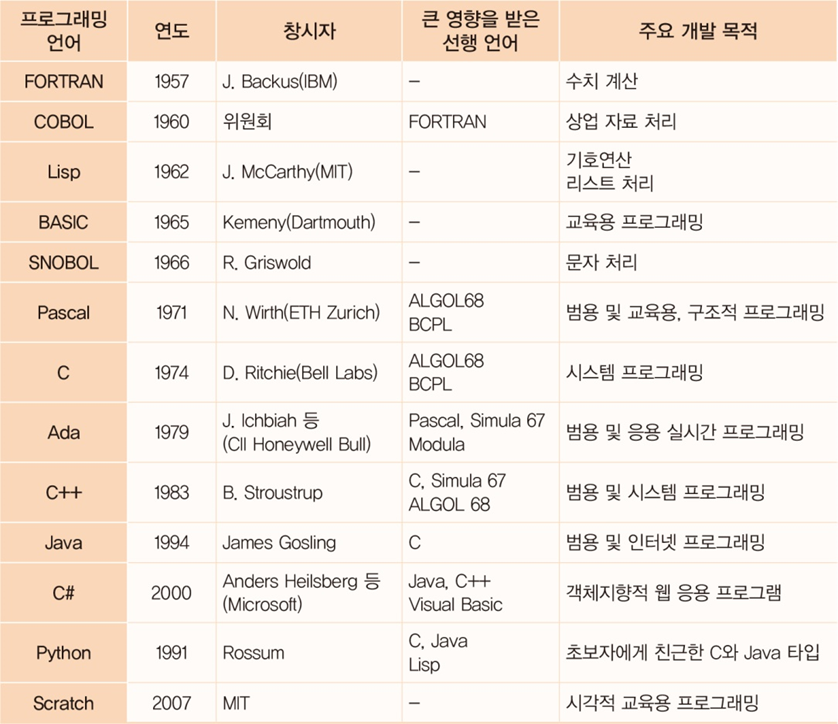 프로그래밍 언어 | 연도 | 창시자 | 큰 영향을 받은 선행 언어 | 주요 개발 목적
FORTRAN | 1957 | J. Backus(IBM) | – | 수치 계산
COBOL | 1960 | 위원회 | FORTRAN | 상업 자료 처리
Lisp | 1962 | J. McCarthy(MIT) | – | 기호연산 리스트 처리
BASIC | 1965 | Kemeny(Dartmouth) | – | 교육용 프로그래밍
SNOBOL | 1966 | R. Griswold | – | 문자 처리
Pascal | 1971 | N. Wirth(ETH Zurich) | ALGOL68 BCPL | 범용 및 교육용, 구조적 프로그래밍
C | 1974 | D. Ritchie(Bell Labs) | ALGOL68 BCPL | 시스템 프로그래밍
Ada | 1979 | J. Ichbiah 등 (CII Honeywell Bull) | Pascal, Simula 67 Modula | 범용 및 응용 실시간 프로그래밍
C++ | 1983 | B. Stroustrup | C, Simula 67 ALGOL 68 | 범용 및 시스템 프로그래밍
Java | 1994 | James Gosling | C | 범용 및 인터넷 프로그래밍
C# | 2000 | Anders Heilsberg 등 (Microsoft) | Java, C++ Visual Basic | 객체지향적 웹 응용 프로그램
Python | 1991 | Rossum | C, Java Lisp | 초보자에게 친근한 C와 Java 타입
Scratch | 2007 | MIT | – | 시각적 교육용 프로그래밍